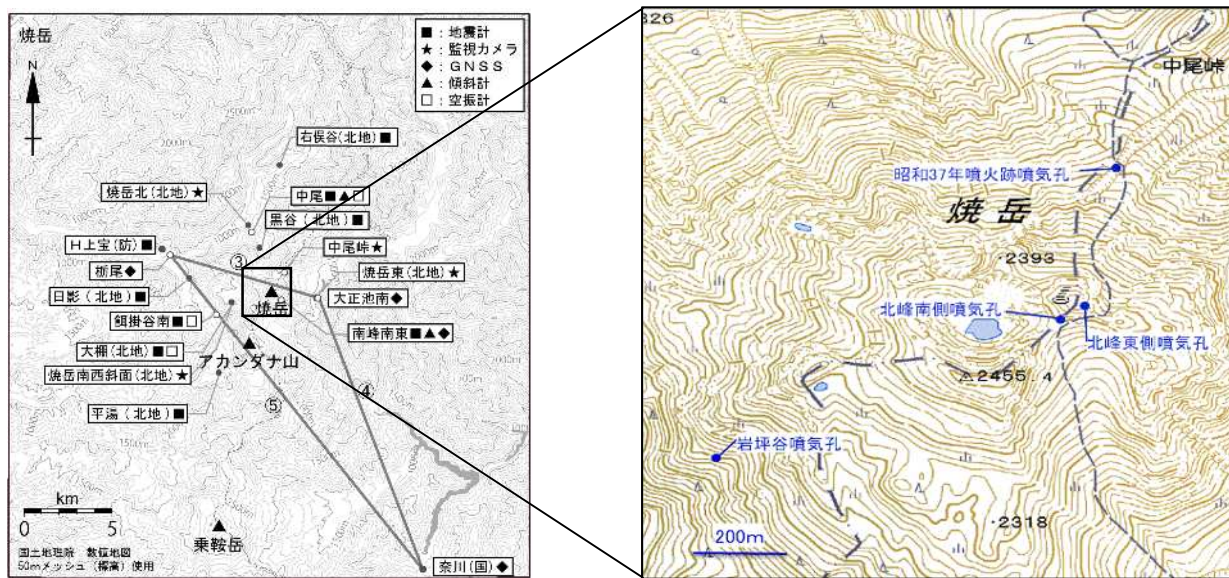 焼岳
N
■：地震計
★：監視カメラ
◆：ＧＮＳＳ
▲：傾斜計
□：空振計
右俣谷(北地)■
焼岳北(北地)★
中尾■▲□
黒谷(北地)■
Ｈ上宝(防)■
中尾峠★
③
栃尾◆
焼岳東(北地)★
日影(北地)■
焼岳
大正池南◆
餌掛谷南■□
南峰南東■▲◆
大棚(北地)■□
アカンダナ山
焼岳南西斜面(北地)★
④
⑤
平湯(北地)■
km
0 5
乗鞍岳
国土地理院 数値地図
50mメッシュ(標高)使用
奈川(国)◆
826
中尾峠
昭和37年噴火跡噴気孔
焼岳
・2393
北峰南側噴気孔
北峰東側噴気孔
△2455.4
岩坪谷噴気孔
・2318
200m